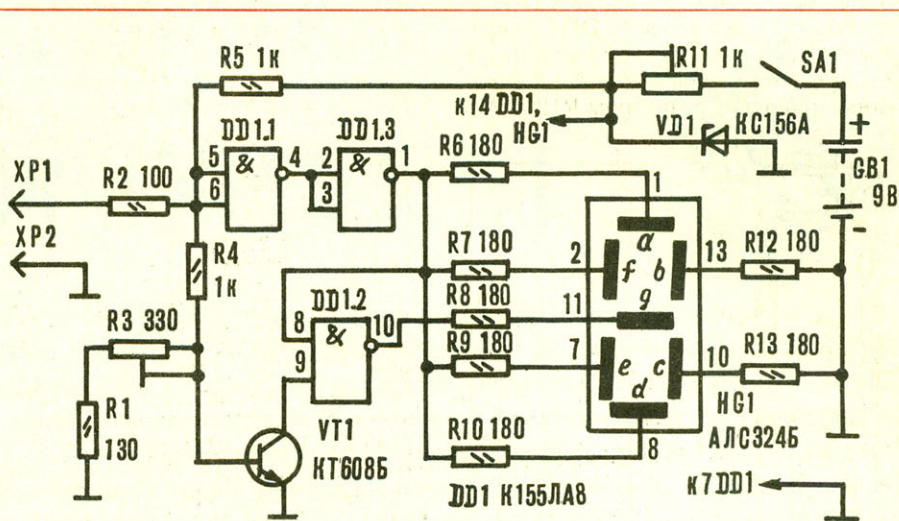 R5 1к
R11 1к
SA1
к14 DD1,
HG1
VD1
КС156А
+
GB1
9В
-
DD1.1
DD1.3
5
6
&
4
2
3
&
1
R6 180
XP1
R2 100
XP2
R4
1к
1
a
f
b
g
e
c
d
R7 180
2
13
R12 180
R8 180
11
DD1.2
8
9
&
10
R3 330
R9 180
7
10
R13 180
HG1
АЛС324Б
R1
130
VT1
КТ608Б
R10 180
8
DD1 К155ЛА8
к7 DD1